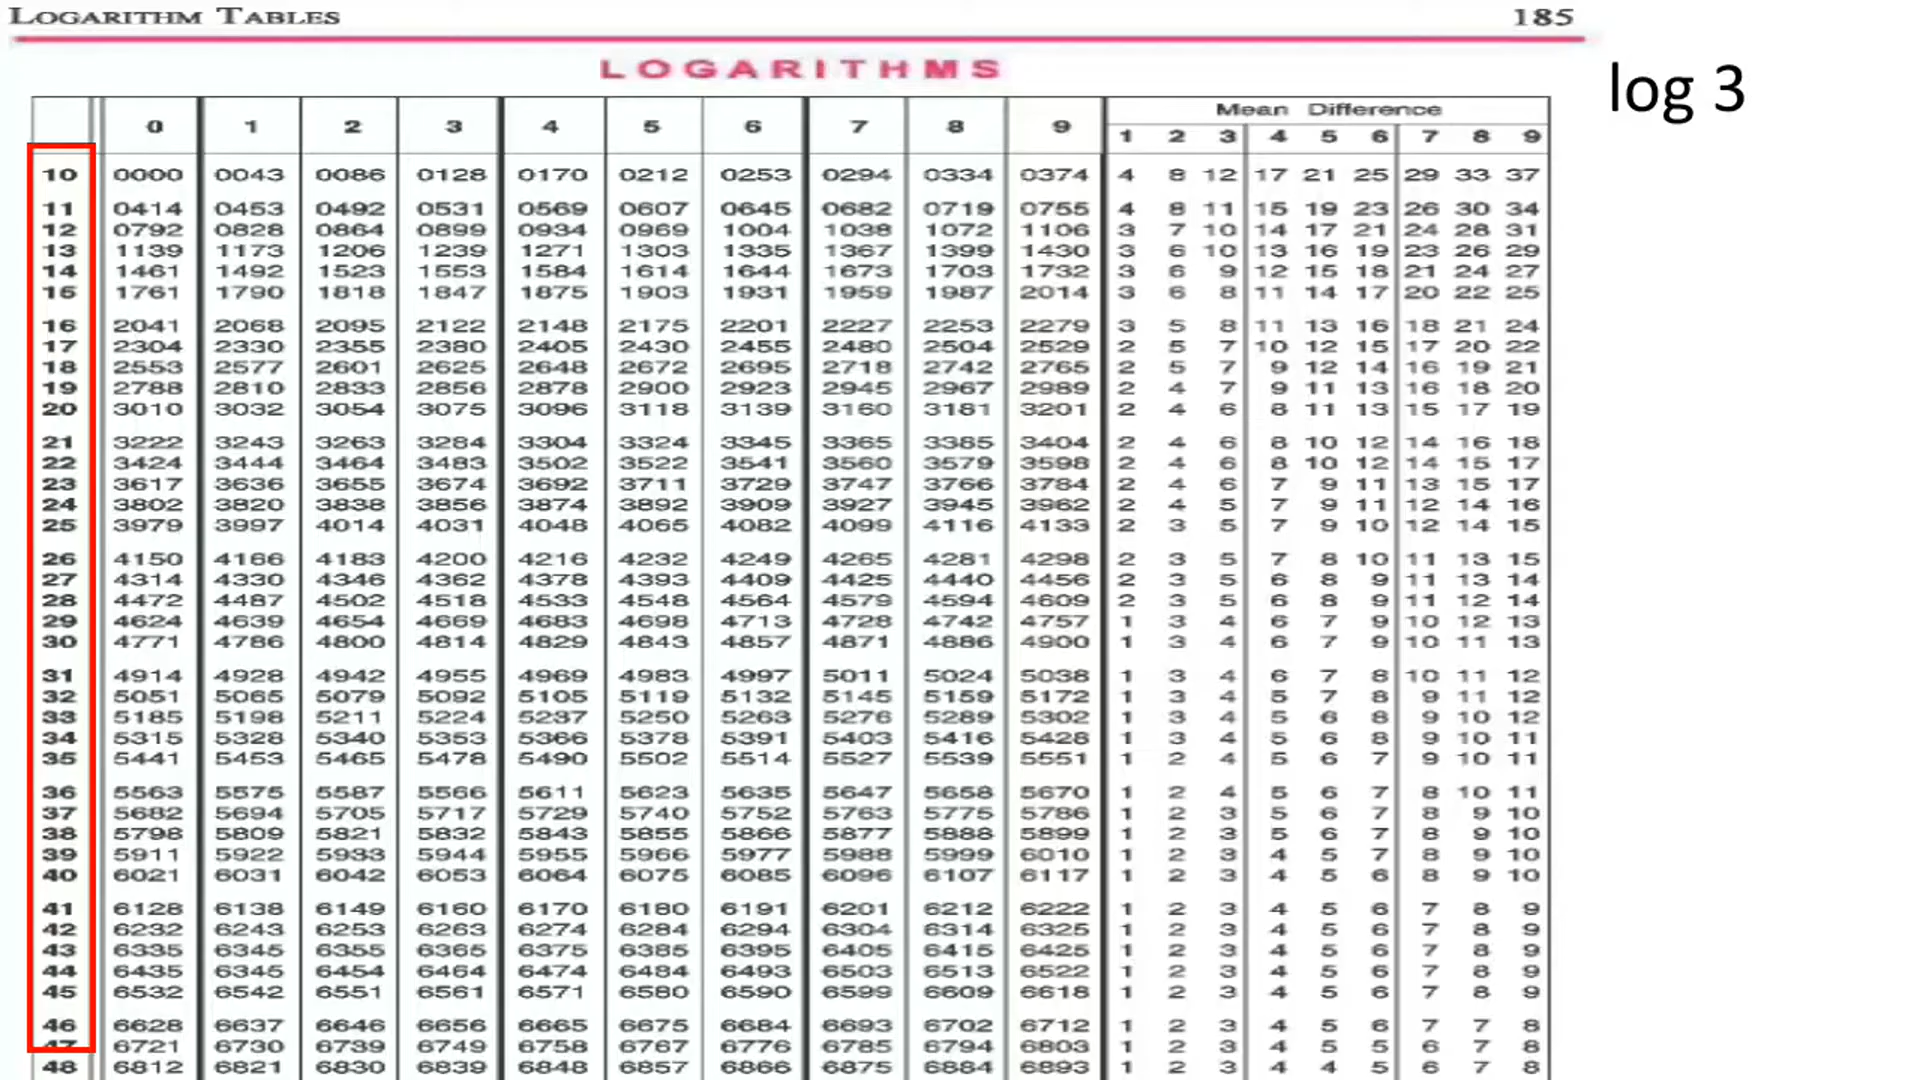 LOGARITHM TABLES 185
LOGARITHMS
log 3
Mean Difference
0 1 2 3 4 5 6 7 8 9 1 2 3 4 5 6 7 8 9
10 0000 0043 0086 0128 0170 0212 0253 0294 0334 0374 4 8 12 17 21 25 29 33 37
11 0414 0453 0492 0531 0569 0607 0645 0682 0719 0755 4 8 11 15 19 23 26 30 34
12 0792 0828 0864 0899 0934 0969 1004 1038 1072 1106 3 7 10 14 17 21 24 28 31
13 1139 1173 1206 1239 1271 1303 1335 1367 1399 1430 3 6 10 13 16 19 23 26 29
14 1461 1492 1523 1553 1584 1614 1644 1673 1703 1732 3 6 9 12 15 18 21 24 27
15 1761 1790 1818 1847 1875 1903 1931 1959 1987 2014 3 6 8 11 14 17 20 22 25
16 2041 2068 2095 2122 2148 2175 2201 2227 2253 2279 3 5 8 11 13 16 18 21 24
17 2304 2330 2355 2380 2405 2430 2455 2480 2504 2529 2 5 7 10 12 15 17 20 22
18 2553 2577 2601 2625 2648 2672 2695 2718 2742 2765 2 5 7 9 12 14 16 19 21
19 2788 2810 2833 2856 2878 2900 2923 2945 2967 2989 2 4 7 9 11 13 16 18 20
20 3010 3032 3054 3075 3096 3118 3139 3160 3181 3201 2 4 6 8 11 13 15 17 19
21 3222 3243 3263 3284 3304 3324 3345 3365 3385 3404 2 4 6 8 10 12 14 16 18
22 3424 3444 3464 3483 3502 3522 3541 3560 3579 3598 2 4 6 8 10 12 14 15 17
23 3617 3636 3655 3674 3692 3711 3729 3747 3766 3784 2 4 6 7 9 11 13 15 17
24 3802 3820 3838 3856 3874 3892 3909 3927 3945 3962 2 4 5 7 9 11 12 14 16
25 3979 3997 4014 4031 4048 4065 4082 4099 4116 4133 2 3 5 7 9 10 12 14 15
26 4150 4166 4183 4200 4216 4232 4249 4265 4281 4298 2 3 5 7 8 10 11 13 15
27 4314 4330 4346 4362 4378 4393 4409 4425 4440 4456 2 3 5 6 8 9 11 13 14
28 4472 4487 4502 4518 4533 4548 4564 4579 4594 4609 2 3 5 6 8 9 11 12 14
29 4624 4639 4654 4669 4683 4698 4713 4728 4742 4757 1 3 4 6 7 9 10 12 13
30 4771 4786 4800 4814 4829 4843 4857 4871 4886 4900 1 3 4 6 7 9 10 11 13
31 4914 4928 4942 4955 4969 4983 4997 5011 5024 5038 1 3 4 6 7 8 10 11 12
32 5051 5065 5079 5092 5105 5119 5132 5145 5159 5172 1 3 4 5 7 8 9 11 12
33 5185 5198 5211 5224 5237 5250 5263 5276 5289 5302 1 3 4 5 6 8 9 10 12
34 5315 5328 5340 5353 5366 5378 5391 5403 5416 5428 1 3 4 5 6 8 9 10 11
35 5441 5453 5465 5478 5490 5502 5514 5527 5539 5551 1 2 4 5 6 7 9 10 11
36 5563 5575 5587 5566 5611 5623 5635 5647 5658 5670 1 2 4 5 6 7 8 10 11
37 5682 5694 5705 5717 5729 5740 5752 5763 5775 5786 1 2 3 5 6 7 8 9 10
38 5798 5809 5821 5832 5843 5855 5866 5877 5888 5899 1 2 3 5 6 7 8 9 10
39 5911 5922 5933 5944 5955 5966 5977 5988 5999 6010 1 2 3 4 5 7 8 9 10
40 6021 6031 6042 6053 6064 6075 6085 6096 6107 6117 1 2 3 4 5 6 8 9 10
41 6128 6138 6149 6160 6170 6180 6191 6201 6212 6222 1 2 3 4 5 6 7 8 9
42 6232 6243 6253 6263 6274 6284 6294 6304 6314 6325 1 2 3 4 5 6 7 8 9
43 6335 6345 6355 6365 6375 6385 6395 6405 6415 6425 1 2 3 4 5 6 7 8 9
44 6435 6345 6454 6464 6474 6484 6493 6503 6513 6522 1 2 3 4 5 6 7 8 9
45 6532 6542 6551 6561 6571 6580 6590 6599 6609 6618 1 2 3 4 5 6 7 8 9
46 6628 6637 6646 6656 6665 6675 6684 6693 6702 6712 1 2 3 4 5 6 7 7 8
47 6721 6730 6739 6749 6758 6767 6776 6785 6794 6803 1 2 3 4 5 5 6 7 8
48 6812 6821 6830 6839 6848 6857 6866 6875 6884 6893 1 2 3 4 4 5 6 7 8